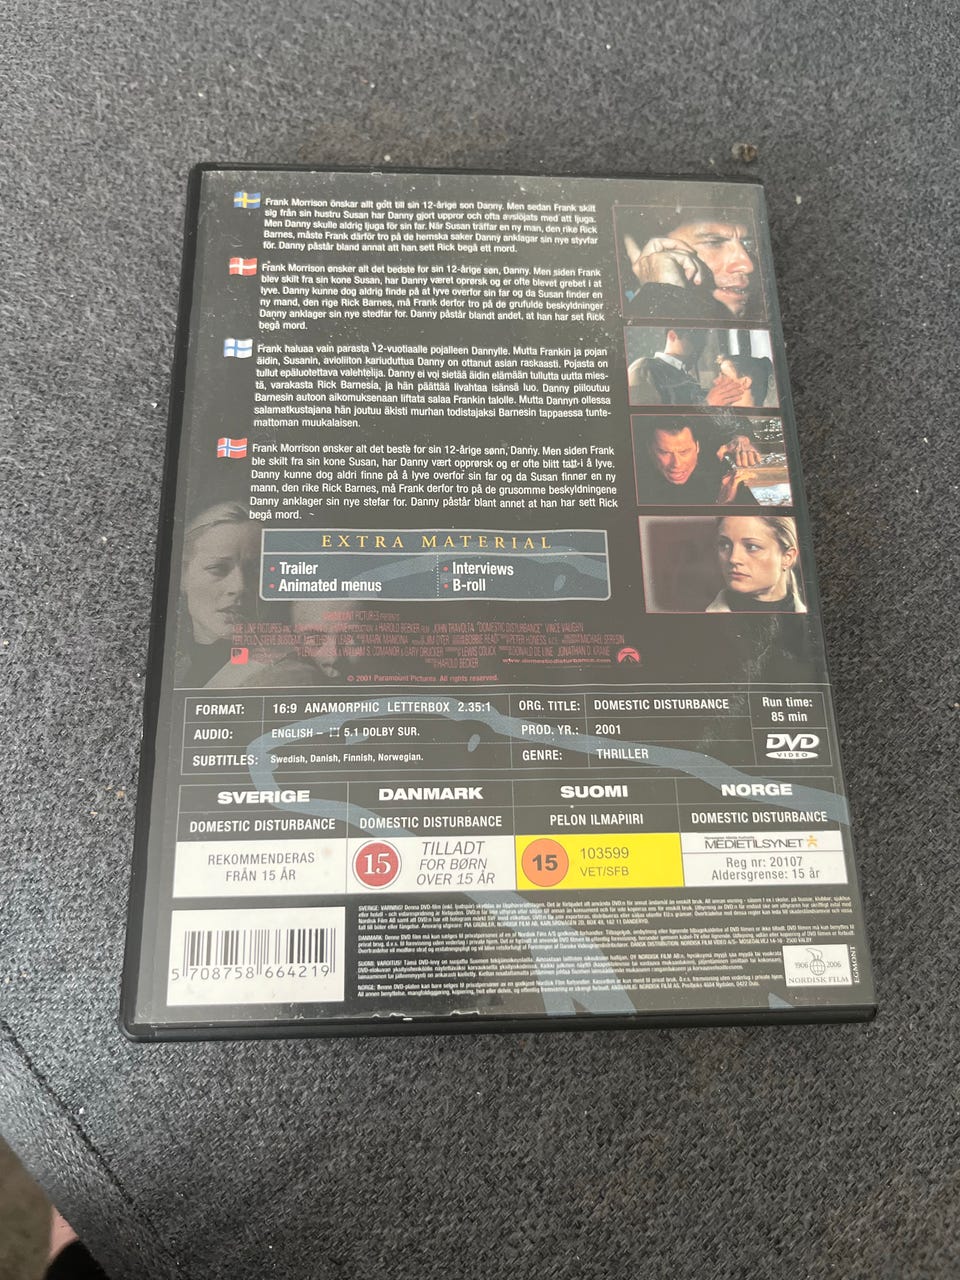 Frank Morrison önskar allt gott till sin 12-årige son Danny. Men sedan Frank skilt
sig från sin hustru Susan har Danny gjort uppror och ofta avslöjats med att ljuga.
Men Danny skulle aldrig ljuga för sin far. När Susan träffar en ny man, den rike Rick
Barnes, måste Frank därför tro på de hemska saker Danny anklagar sin nye styvfar
för. Danny påstår bland annat att han sett Rick begå ett mord.
Frank Morrison ønsker alt det bedste for sin 12-årige søn, Danny. Men siden Frank
blev skilt fra sin kone Susan, har Danny været oprørsk og er ofte blevet grebet i at
lyve. Danny kunne dog aldrig finde på at lyve overfor sin far og da Susan finder en
ny mand, den rige Rick Barnes, må Frank derfor tro på de grufulde beskyldninger
Danny anklager sin nye stedfar for. Danny påstår blandt andet, at han har set Rick
begå mord.
Frank haluaa vain parasta 12-vuotiaalle pojalleen Dannylle. Mutta Frankin ja pojan
äidin, Susanin, avioliiton kariuduttua Danny on ottanut asian raskaasti. Pojasta on
tullut epäluotettava valehtelija. Danny ei voi sietää äidin elämään tullutta uutta mies-
tä, varakasta Rick Barnesia, ja hän päättää livahtaa isänsä luo. Danny piiloutuu
Barnesin autoon aikomuksenaan liftata salaa Frankin talolle. Mutta Dannyn ollessa
salamatkustajana hän joutuu äkisti murhan todistajaksi Barnesin tappaessa tunte-
mattoman muukalaisen.
Frank Morrison ønsker alt det beste for sin 12-årige sønn, Danny. Men siden Frank
ble skilt fra sin kone Susan, har Danny vært opprørsk og er ofte blitt tatt i å lyve.
Danny kunne dog aldri finne på å lyve overfor sin far og da Susan finner en ny
mann, den rike Rick Barnes, må Frank derfor tro på de grusomme beskyldningene
Danny anklager sin nye stefar for. Danny påstår blant annet at han har sett Rick
begå mord.
EXTRA MATERIAL
• Trailer • Interviews
• Animated menus • B-roll
www.domesticdisturbance.com
HAROLD BECKER
© 2001 Paramount Pictures. All rights reserved.
FORMAT: 16:9 ANAMORPHIC LETTERBOX 2.35:1 ORG. TITLE: DOMESTIC DISTURBANCE Run time:
85 min
AUDIO: ENGLISH – 5.1 DOLBY SUR. PROD. YR.: 2001
SUBTITLES: Swedish, Danish, Finnish, Norwegian. GENRE: THRILLER
DVD
VIDEO
SVERIGE DANMARK SUOMI NORGE
DOMESTIC DISTURBANCE DOMESTIC DISTURBANCE PELON ILMAPIIRI DOMESTIC DISTURBANCE
REKOMMENDERAS
FRÅN 15 ÅR
15
TILLADT
FOR BØRN
OVER 15 ÅR
15
103599
VET/SFB
MEDIETILSYNET
Reg nr: 20107
Aldersgrense: 15 år
5 708758 664219
1906 2006
NORDISK FILM
EGMONT